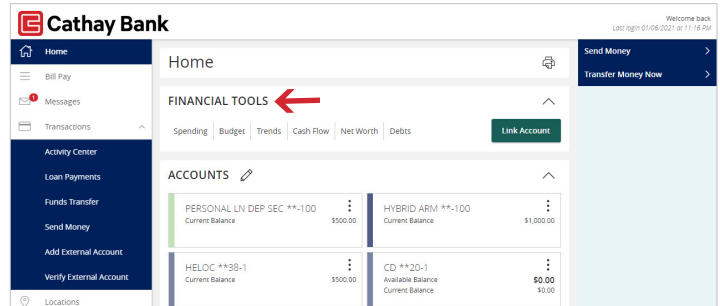 Cathay Bank
Welcome back
Last login 01/06/2021 at 11:16 PM
Home
Bill Pay
1
Messages
Transactions
Activity Center
Loan Payments
Funds Transfer
Send Money
Add External Account
Verify External Account
Locations
Home
FINANCIAL TOOLS
Spending Budget Trends Cash Flow Net Worth Debts Link Account
ACCOUNTS
PERSONAL LN DEP SEC **-100
Current Balance $500.00
HYBRID ARM **-100
Current Balance $1,000.00
HELOC **38-1
Current Balance $500.00
CD **20-1
Available Balance $0.00
Current Balance $0.00
Send Money
Transfer Money Now